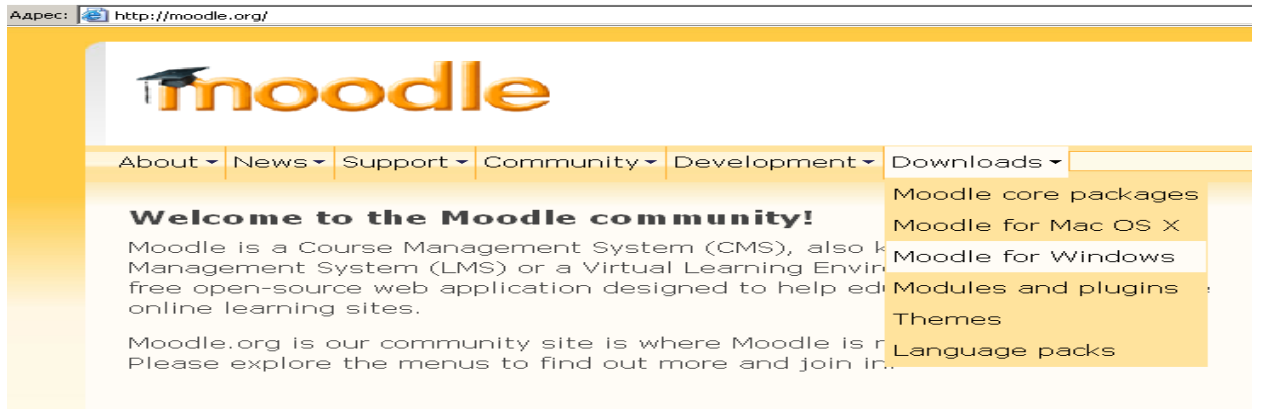 Адрес: http://moodle.org/
moodle
About News Support Community Development Downloads
Moodle core packages
Moodle for Mac OS X
Moodle for Windows
Modules and plugins
Themes
Language packs
Welcome to the Moodle community!
Moodle is a Course Management System (CMS), also
Management System (LMS) or a Virtual Learning
free open-source web application designed to help
online learning sites.
Moodle.org is our community site is where Moodle is
Please explore the menus to find out more and join